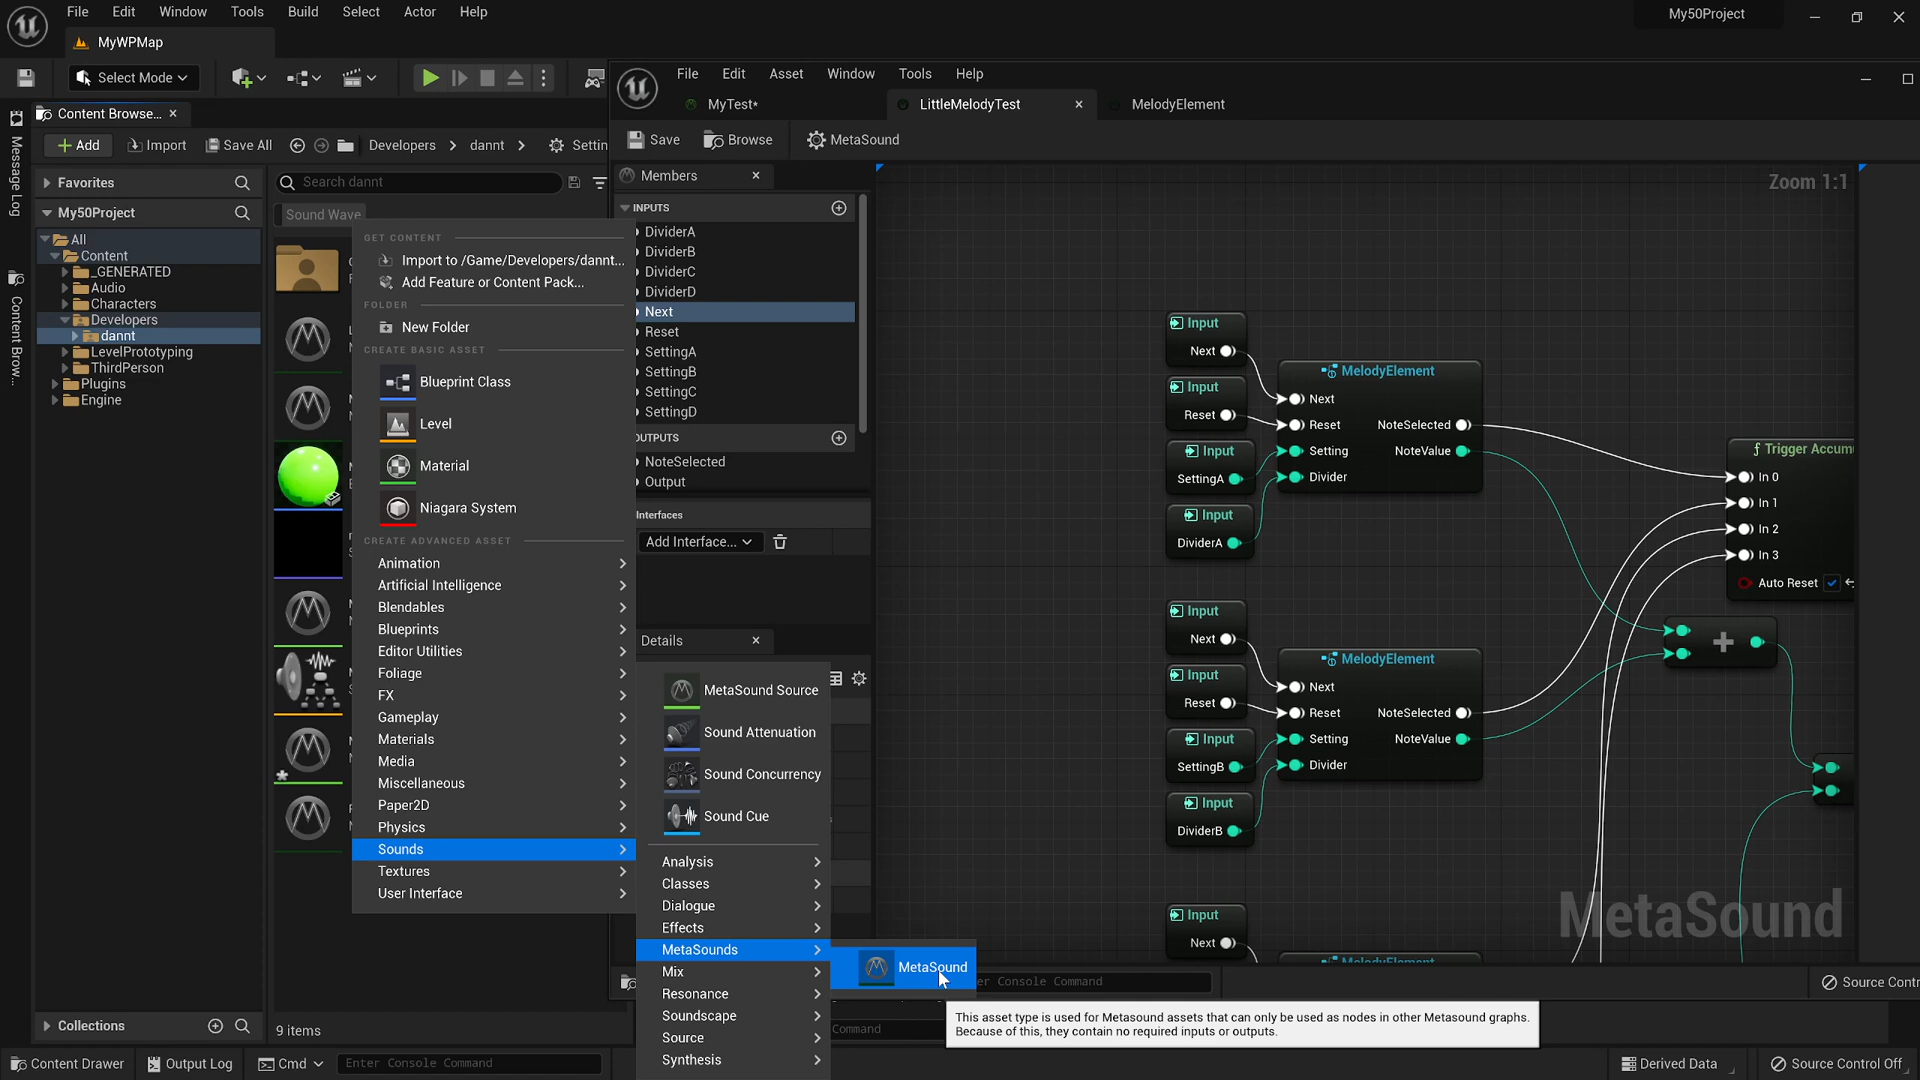 File Edit Window Tools Build Select Actor Help
My50Project
MyWPMap
Select Mode
File Edit Asset Window Tools Help
MyTest*
LittleMelodyTest
MelodyElement
Content Browse...
Add
Import
Save All
Developers
dannt
Settin
Save
Browse
MetaSound
Message Log
Content Brow...
Favorites
Search dannt
My50Project
Sound Wave
All
Content
_GENERATED
Audio
Characters
Developers
dannt
LevelPrototyping
ThirdPerson
Plugins
Engine
Collections
9 items
GET CONTENT
Import to /Game/Developers/dannt...
Add Feature or Content Pack...
FOLDER
New Folder
CREATE BASIC ASSET
Blueprint Class
Level
Material
Niagara System
CREATE ADVANCED ASSET
Animation
Artificial Intelligence
Blendables
Blueprints
Editor Utilities
Foliage
FX
Gameplay
Materials
Media
Miscellaneous
Paper2D
Physics
Sounds
Textures
User Interface
Members
INPUTS
DividerA
DividerB
DividerC
DividerD
Next
Reset
SettingA
SettingB
SettingC
SettingD
OUTPUTS
NoteSelected
Output
Interfaces
Add Interface...
Details
MetaSound Source
Sound Attenuation
Sound Concurrency
Sound Cue
Analysis
Classes
Dialogue
Effects
MetaSounds
Mix
Resonance
Soundscape
Source
Synthesis
MetaSound
This asset type is used for Metasound assets that can only be used as nodes in other Metasound graphs.
Because of this, they contain no required inputs or outputs.
Zoom 1:1
Input
Next
Input
Reset
Input
SettingA
Input
DividerA
MelodyElement
Next
Reset NoteSelected
Setting NoteValue
Divider
Trigger Accum
In 0
In 1
In 2
In 3
Auto Reset
Input
Next
Input
Reset
Input
SettingB
Input
DividerB
MelodyElement
Next
Reset NoteSelected
Setting NoteValue
Divider
Input
Next
MelodyElement
MetaSound
er Console Command
Source Contr
Command
Content Drawer
Output Log
Cmd
Enter Console Command
Derived Data
Source Control Off